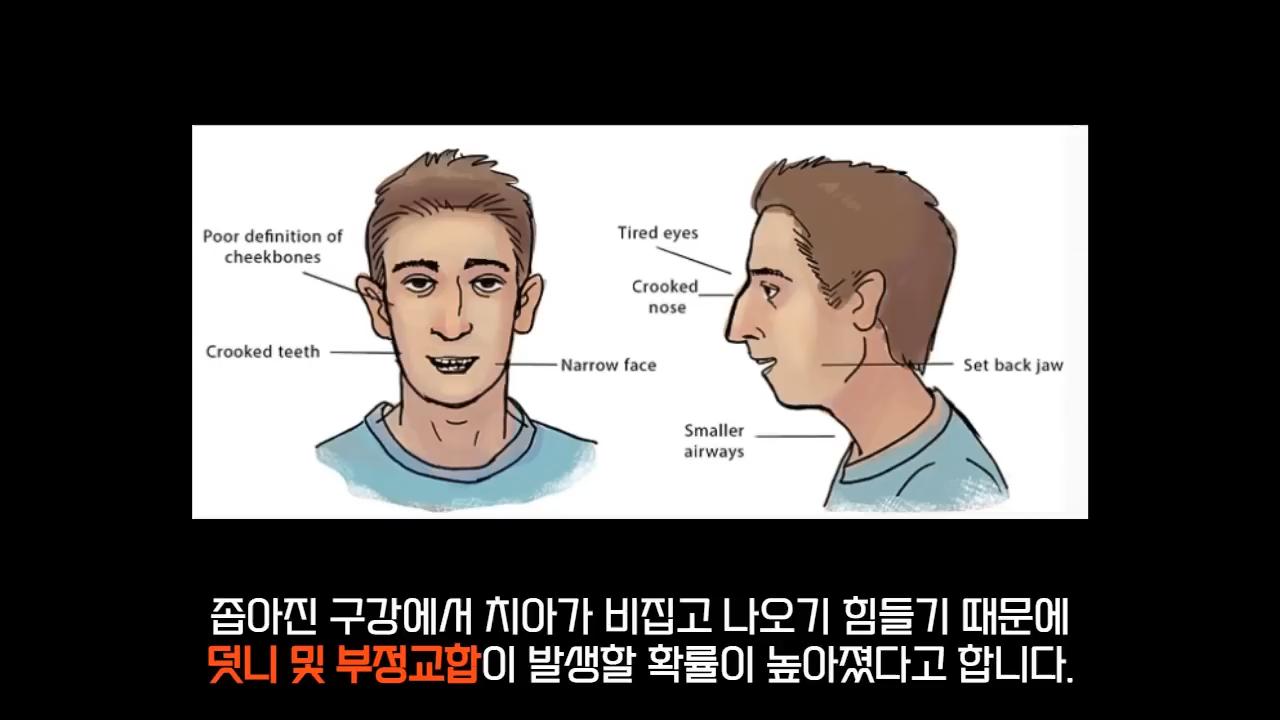 Poor definition of
cheekbones
Crooked teeth
Narrow face
Tired eyes
Crooked
nose
Set back jaw
Smaller
airways
좁아진 구강에서 치아가 비집고 나오기 힘들기 때문에
덧니 및 부정교합이 발생할 확률이 높아졌다고 합니다.